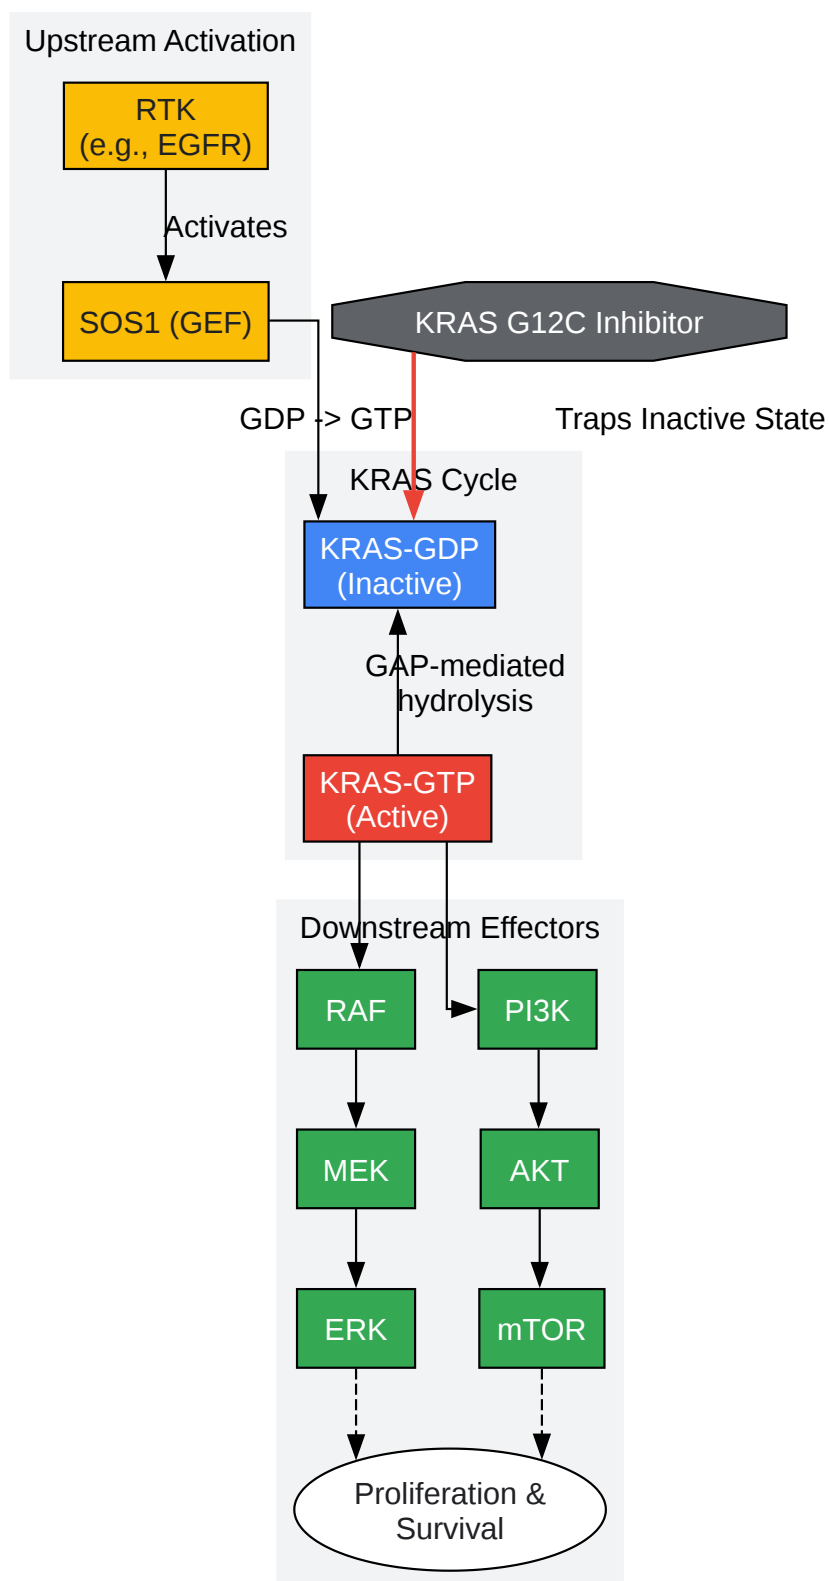 Upstream Activation
RTK
(e.g., EGFR)
Activates
SOS1 (GEF)
KRAS G12C Inhibitor
GDP -> GTP
Traps Inactive State
KRAS Cycle
KRAS-GDP
(Inactive)
GAP-mediated
hydrolysis
KRAS-GTP
(Active)
Downstream Effectors
RAF
PI3K
MEK
AKT
ERK
mTOR
Proliferation &
Survival